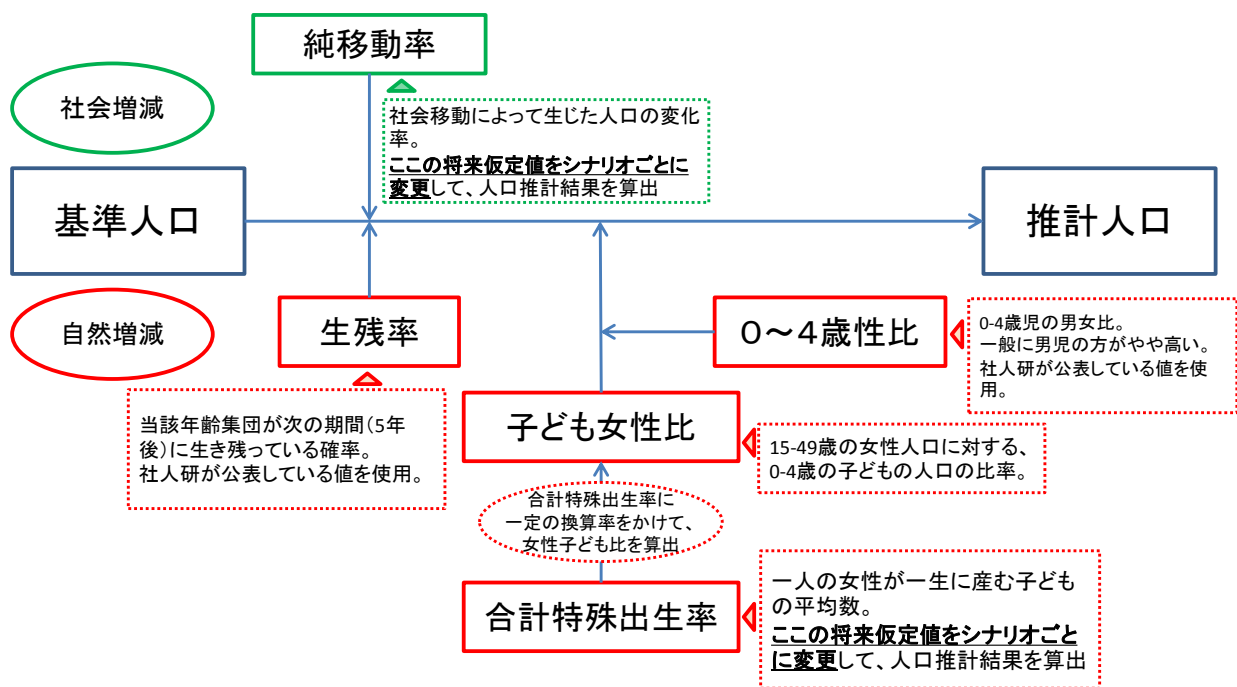 純移動率
社会増減
社会移動によって生じた人口の変化
率。
ここの将来仮定値をシナリオごとに
変更して、人口推計結果を算出
基準人口
推計人口
自然増減
生残率
０～４歳性比
0-4歳児の男女比。
一般に男児の方がやや高い。
社人研が公表している値を使
用。
当該年齢集団が次の期間（5年
後）に生き残っている確率。
社人研が公表している値を使用。
子ども女性比
15-49歳の女性人口に対する、
0-4歳の子どもの人口の比率。
合計特殊出生率に
一定の換算率をかけて、
女性子ども比を算出
合計特殊出生率
一人の女性が一生に産む子ども
の平均数。
ここの将来仮定値をシナリオごと
に変更して、人口推計結果を算出